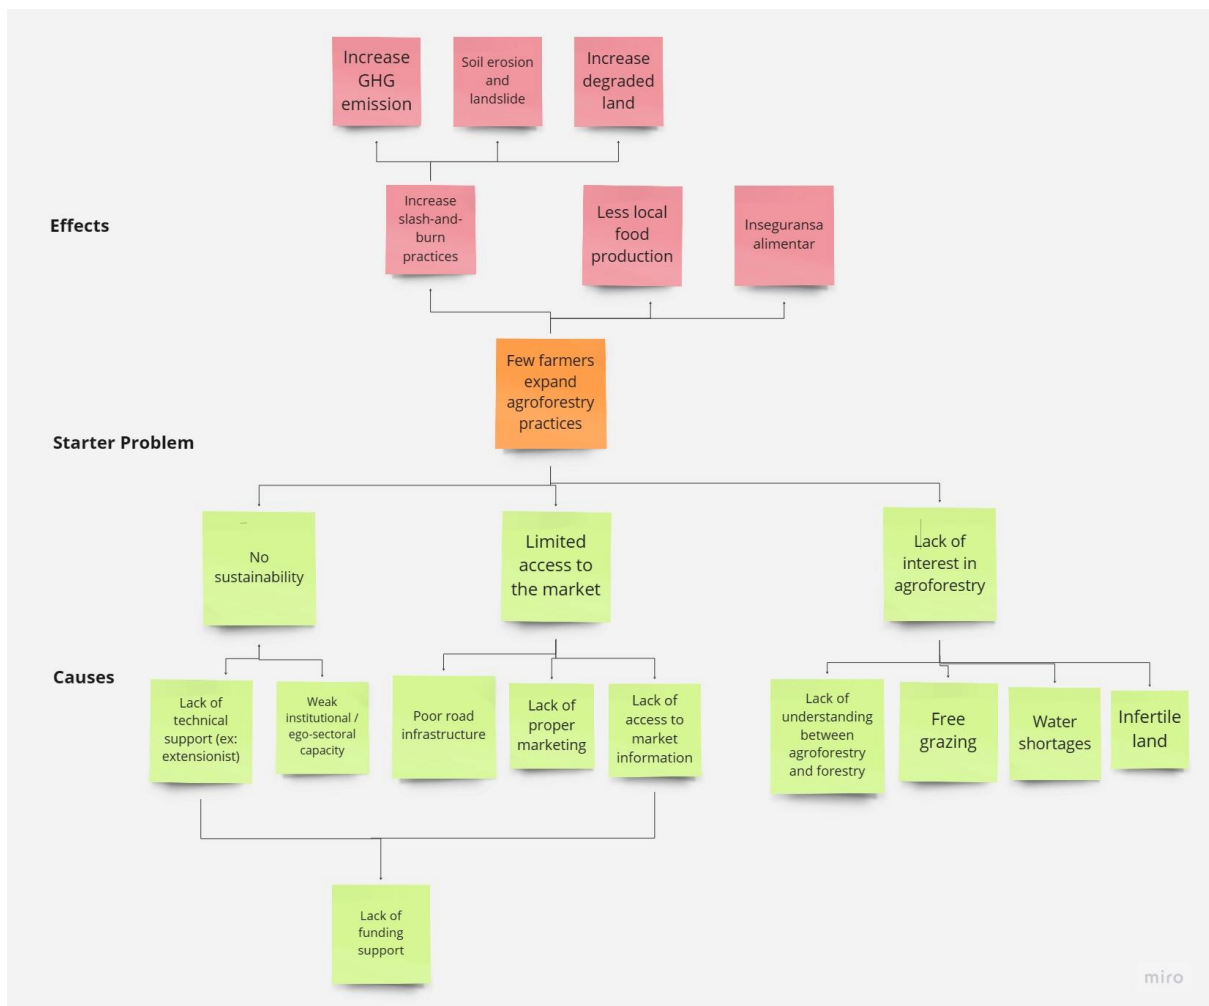 Increase
GHG
emission
Soil erosion
and
landslide
Increase
degraded
land
Effects
Increase
slash-and-
burn
practices
Less local
food
production
Inseguransa
alimentar
Few farmers
expand
agroforestry
practices
Starter Problem
No
sustainability
Limited
access to
the market
Lack of
interest in
agroforestry
Causes
Lack of
technical
support (ex:
extensionist)
Weak
institutional /
ego-sectoral
capacity
Poor road
infrastructure
Lack of
proper
marketing
Lack of
access to
market
information
Lack of
understanding
between
agroforestry
and forestry
Free
grazing
Water
shortages
Infertile
land
Lack of
funding
support
miro